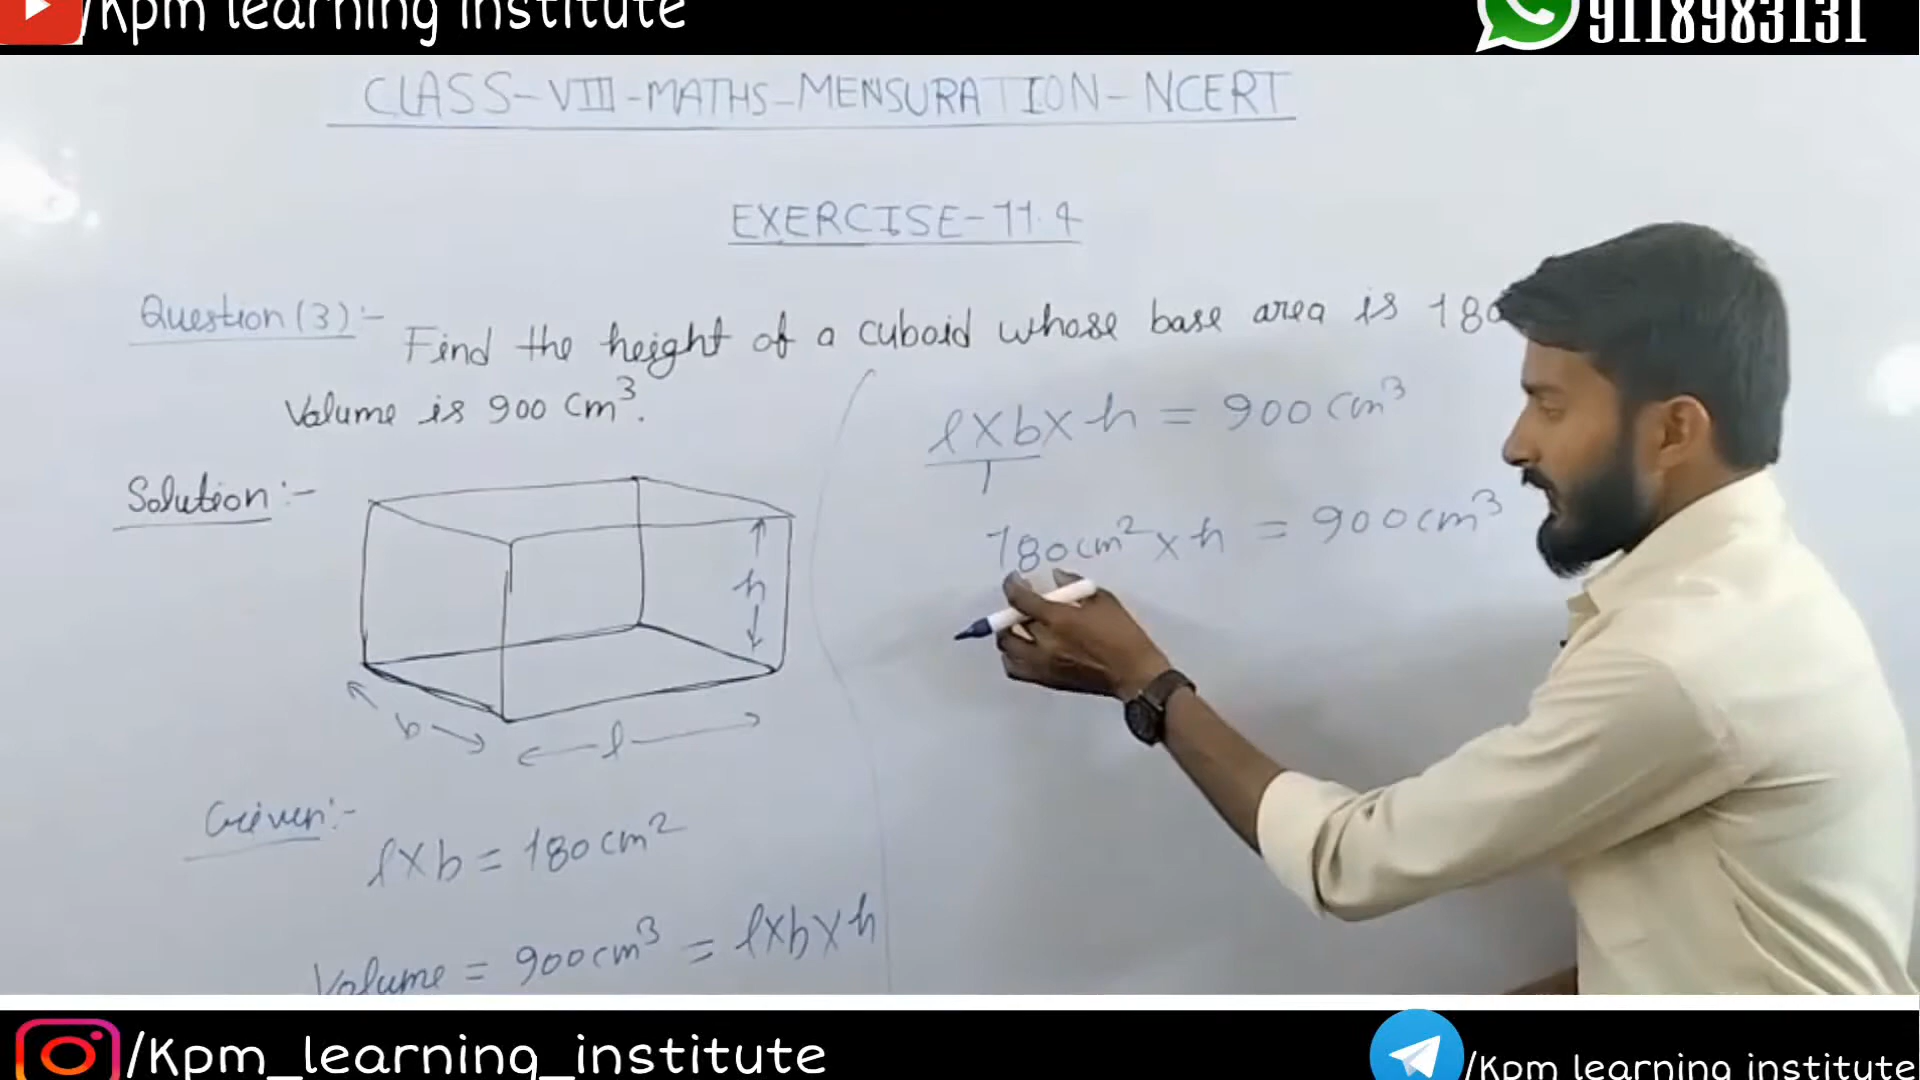 /Kpm learning institute
9118983131
CLASS-VIII-MATHS-MENSURATION-NCERT
EXERCISE-11.4
Question (3):-
Find the height of a cuboid whose base area is 180
Volume is 900 cm³.
Solution:-
h
b
l
Given:-
l×b = 180 cm²
Volume = 900 cm³ = l×b×h
l×b×h = 900 cm³
180 cm² × h = 900 cm³
/Kpm_learning_institute
/Kpm learning institute